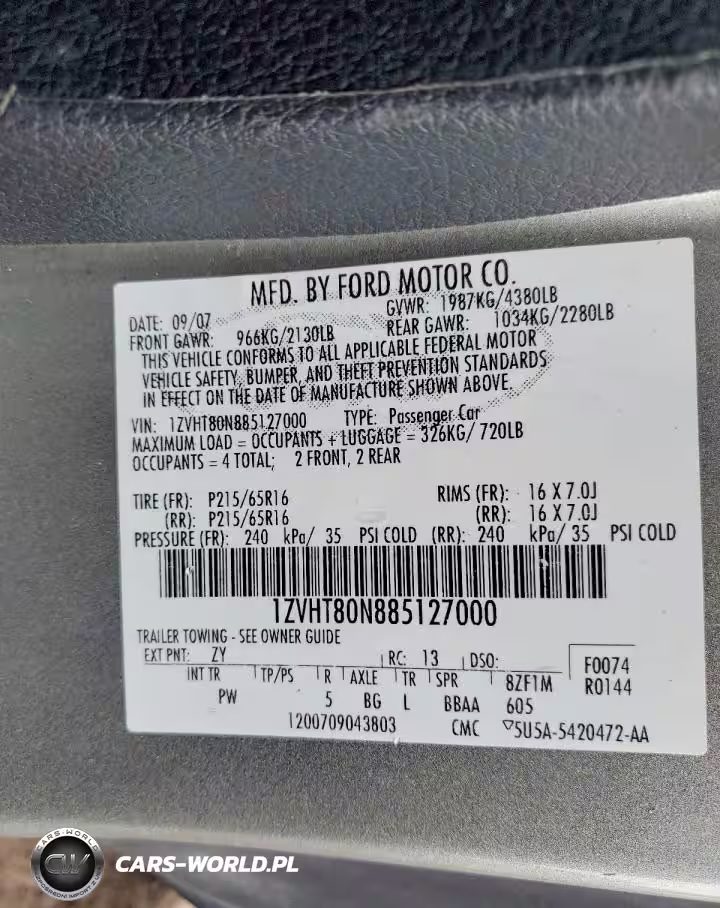 MFD. BY FORD MOTOR CO.
DATE: 09/07 GVWR: 1987KG/4380LB
FRONT GAWR: 966KG/2130LB REAR GAWR: 1034KG/2280LB
THIS VEHICLE CONFORMS TO ALL APPLICABLE FEDERAL MOTOR
VEHICLE SAFETY, BUMPER, AND THEFT PREVENTION STANDARDS
IN EFFECT ON THE DATE OF MANUFACTURE SHOWN ABOVE.
VIN: 1ZVHT80N885127000 TYPE: Passenger Car
MAXIMUM LOAD = OCCUPANTS + LUGGAGE = 326KG/ 720LB
OCCUPANTS = 4 TOTAL; 2 FRONT, 2 REAR
TIRE (FR): P215/65R16 RIMS (FR): 16 X 7.0J
(RR): P215/65R16 (RR): 16 X 7.0J
PRESSURE (FR): 240 kPa/ 35 PSI COLD (RR): 240 kPa/ 35 PSI COLD
1ZVHT80N885127000
TRAILER TOWING - SEE OWNER GUIDE
EXT PNT: ZY RC: 13 DSO: F0074
INT TR TP/PS R AXLE TR SPR 8ZF1M R0144
PW 5 BG L BBAA 605
1200709043803 CMC ▽5U5A-5420472-AA
CARS-WORLD
CW
CARS-WORLD.PL